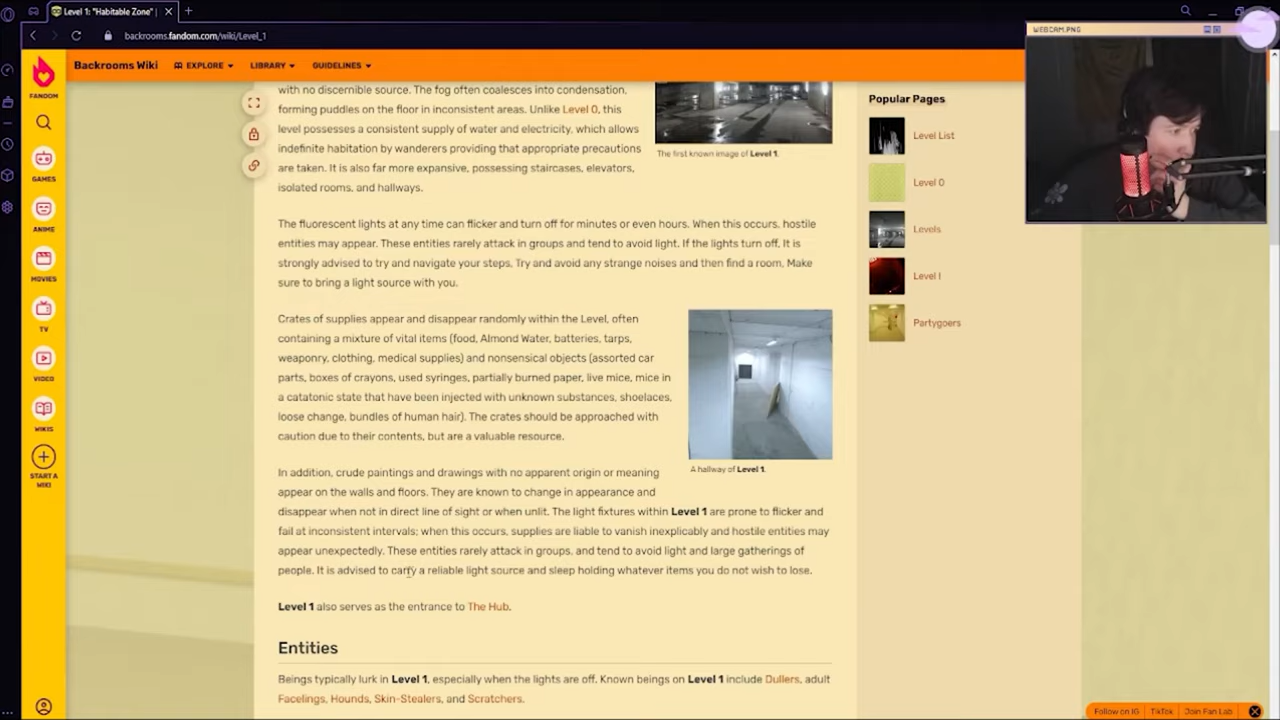 Level 1: "Habitable Zone" |
backrooms.fandom.com/wiki/Level_1
WEBCAM.PNG
FANDOM
GAMES
ANIME
MOVIES
TV
VIDEO
WIKIS
START A
WIKI
Backrooms Wiki
EXPLORE
LIBRARY
GUIDELINES
with no discernible source. The fog often coalesces into condensation,
forming puddles on the floor in inconsistent areas. Unlike Level 0, this
level possesses a consistent supply of water and electricity, which allows
indefinite habitation by wanderers providing that appropriate precautions
are taken. It is also far more expansive, possessing staircases, elevators,
isolated rooms, and hallways.
The first known image of Level 1.
The fluorescent lights at any time can flicker and turn off for minutes or even hours. When this occurs, hostile
entities may appear. These entities rarely attack in groups and tend to avoid light. If the lights turn off, It is
strongly advised to try and navigate your steps, Try and avoid any strange noises and then find a room, Make
sure to bring a light source with you.
Crates of supplies appear and disappear randomly within the Level, often
containing a mixture of vital items (food, Almond Water, batteries, tarps,
weaponry, clothing, medical supplies) and nonsensical objects (assorted car
parts, boxes of crayons, used syringes, partially burned paper, live mice, mice in
a catatonic state that have been injected with unknown substances, shoelaces,
loose change, bundles of human hair). The crates should be approached with
caution due to their contents, but are a valuable resource.
A hallway of Level 1.
In addition, crude paintings and drawings with no apparent origin or meaning
appear on the walls and floors. They are known to change in appearance and
disappear when not in direct line of sight or when unlit. The light fixtures within Level 1 are prone to flicker and
fail at inconsistent intervals; when this occurs, supplies are liable to vanish inexplicably and hostile entities may
appear unexpectedly. These entities rarely attack in groups, and tend to avoid light and large gatherings of
people. It is advised to carry a reliable light source and sleep holding whatever items you do not wish to lose.
Level 1 also serves as the entrance to The Hub.
Entities
Beings typically lurk in Level 1, especially when the lights are off. Known beings on Level 1 include Dullers, adult
Facelings, Hounds, Skin-Stealers, and Scratchers.
Popular Pages
Level List
Level 0
Levels
Level !
Partygoers
Follow on IG
TikTok
Join Fan Lab